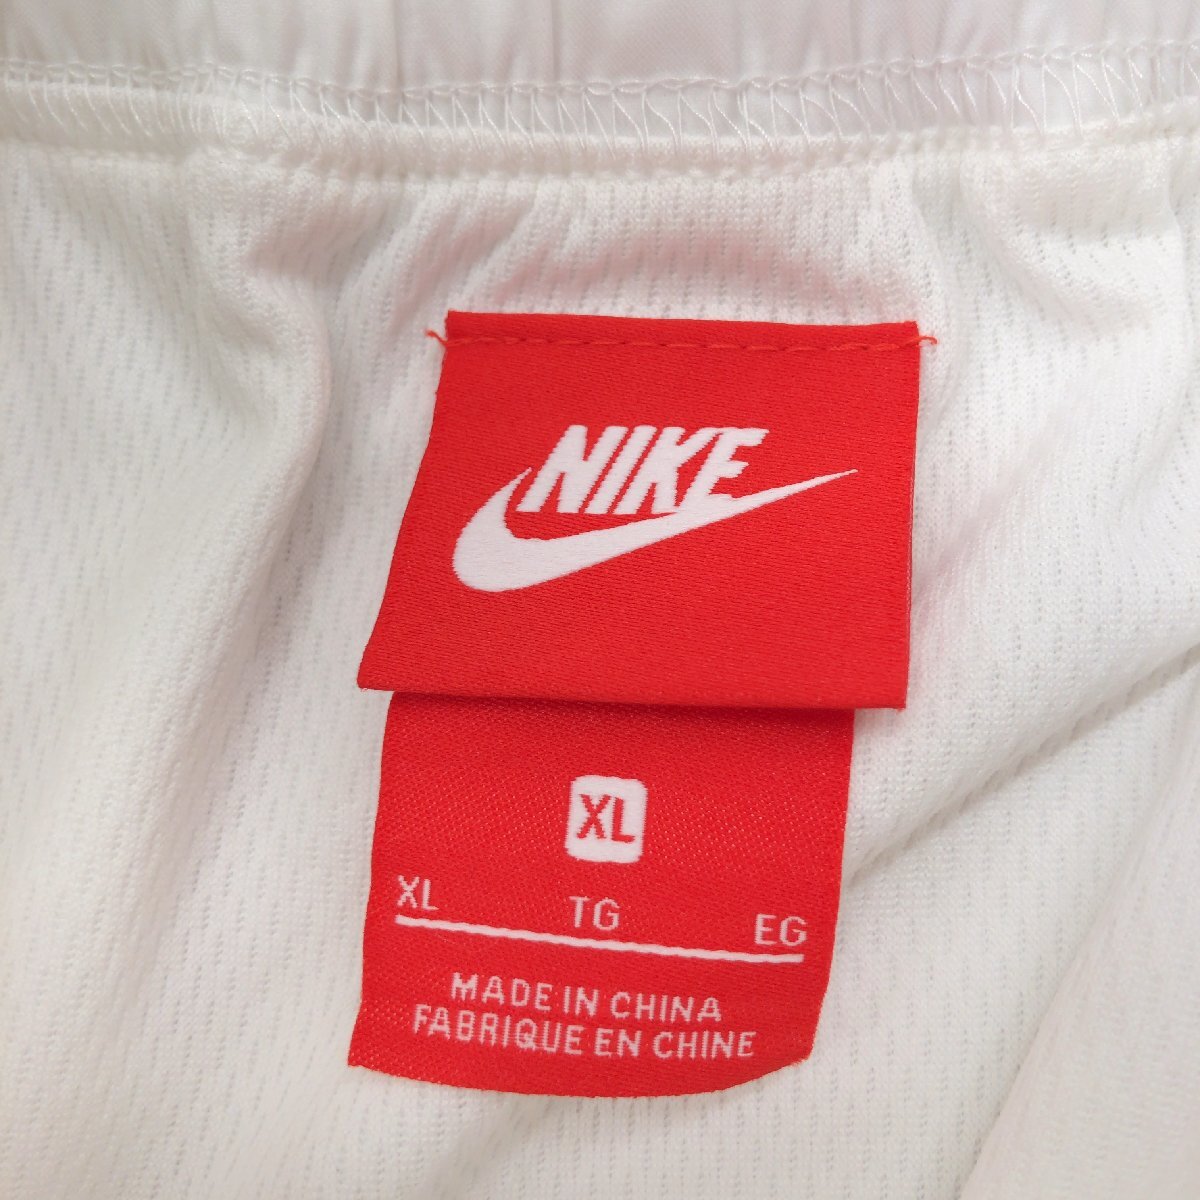 NIKE
XL
XL TG EG
MADE IN CHINA
FABRIQUE EN CHINE